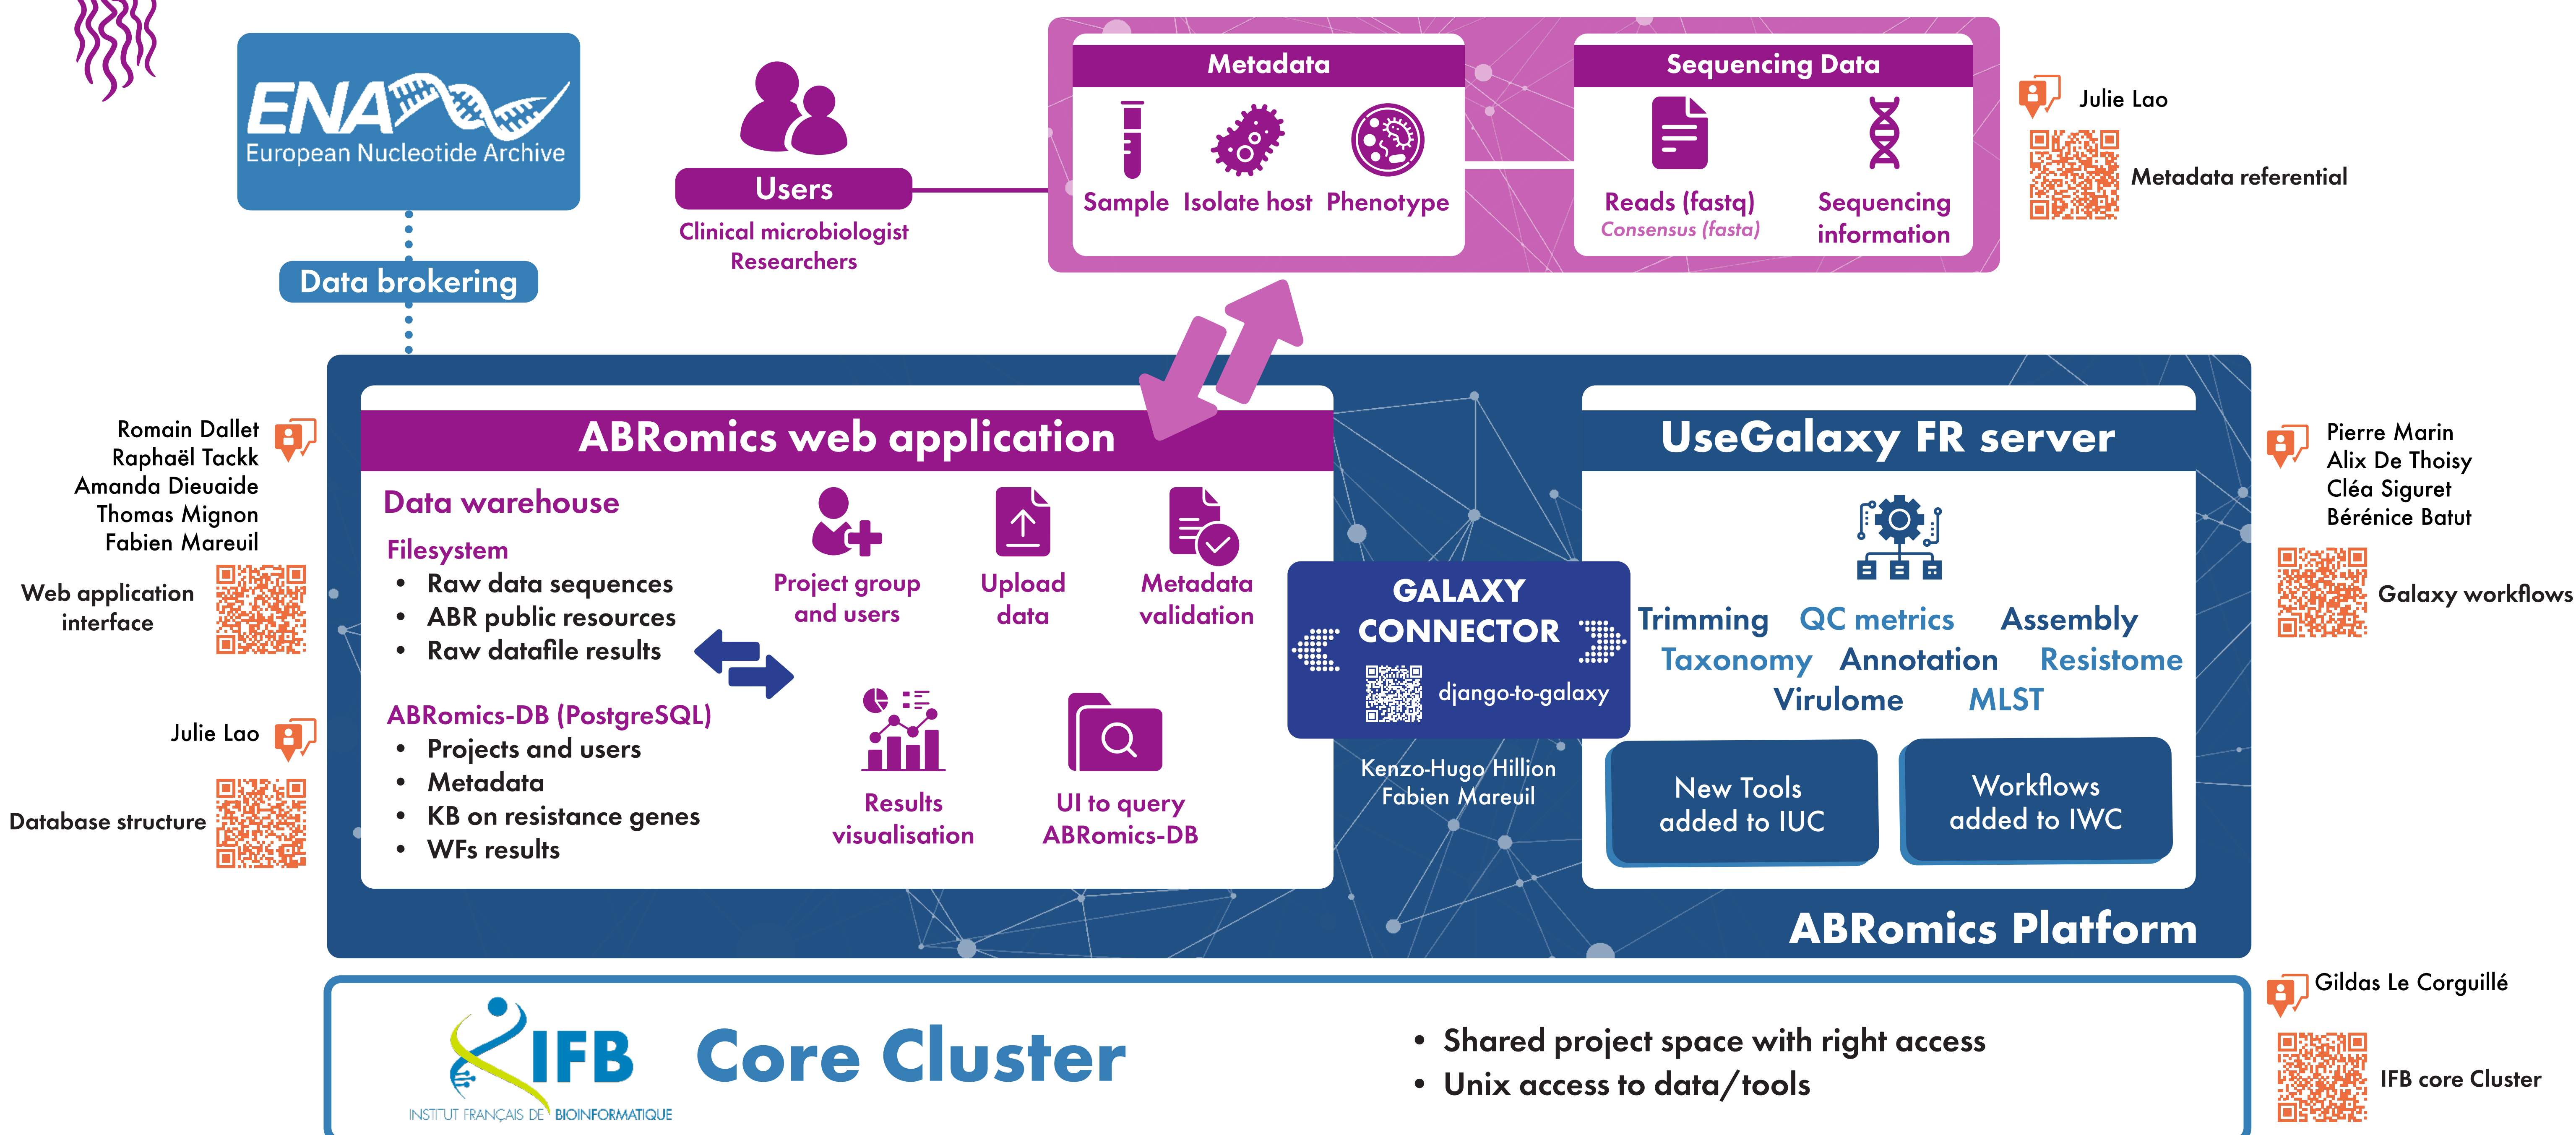 ENA
European Nucleotide Archive
Data brokering
Users
Clinical microbiologist
Researchers
Metadata
Sample
Isolate host
Phenotype
Sequencing Data
Reads (fastq)
Consensus (fasta)
Sequencing
information
Julie Lao
Metadata referential
Romain Dallet
Raphaël Tackk
Amanda Dieuaide
Thomas Mignon
Fabien Mareuil
Web application
interface
Julie Lao
Database structure
ABRomics web application
Data warehouse
Filesystem
• Raw data sequences
• ABR public resources
• Raw datafile results
ABRomics-DB (PostgreSQL)
• Projects and users
• Metadata
• KB on resistance genes
• WFs results
Project group
and users
Upload
data
Metadata
validation
Results
visualisation
UI to query
ABRomics-DB
GALAXY
CONNECTOR
django-to-galaxy
Kenzo-Hugo Hillion
Fabien Mareuil
UseGalaxy FR server
Trimming QC metrics Assembly
Taxonomy Annotation Resistome
Virulome MLST
New Tools
added to IUC
Workflows
added to IWC
ABRomics Platform
Pierre Marin
Alix De Thoisy
Cléa Siguret
Bérénice Batut
Galaxy workflows
IFB
INSTITUT FRANÇAIS DE BIOINFORMATIQUE
Core Cluster
• Shared project space with right access
• Unix access to data/tools
Gildas Le Corguillé
IFB core Cluster